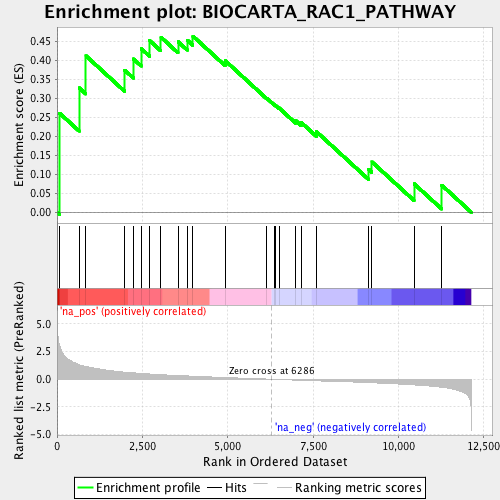 Enrichment plot: BIOCARTA_RAC1_PATHWAY
Enrichment score (ES)
0.45
0.40
0.35
0.30
0.25
0.20
0.15
0.10
0.05
0.00
'na_pos' (positively correlated)
Ranked list metric (PreRanked)
5.0
2.5
0.0
-2.5
-5.0
Zero cross at 6286
'na_neg' (negatively correlated)
0 2,500 5,000 7,500 10,000 12,500
Rank in Ordered Dataset
Enrichment profile Hits Ranking metric scores